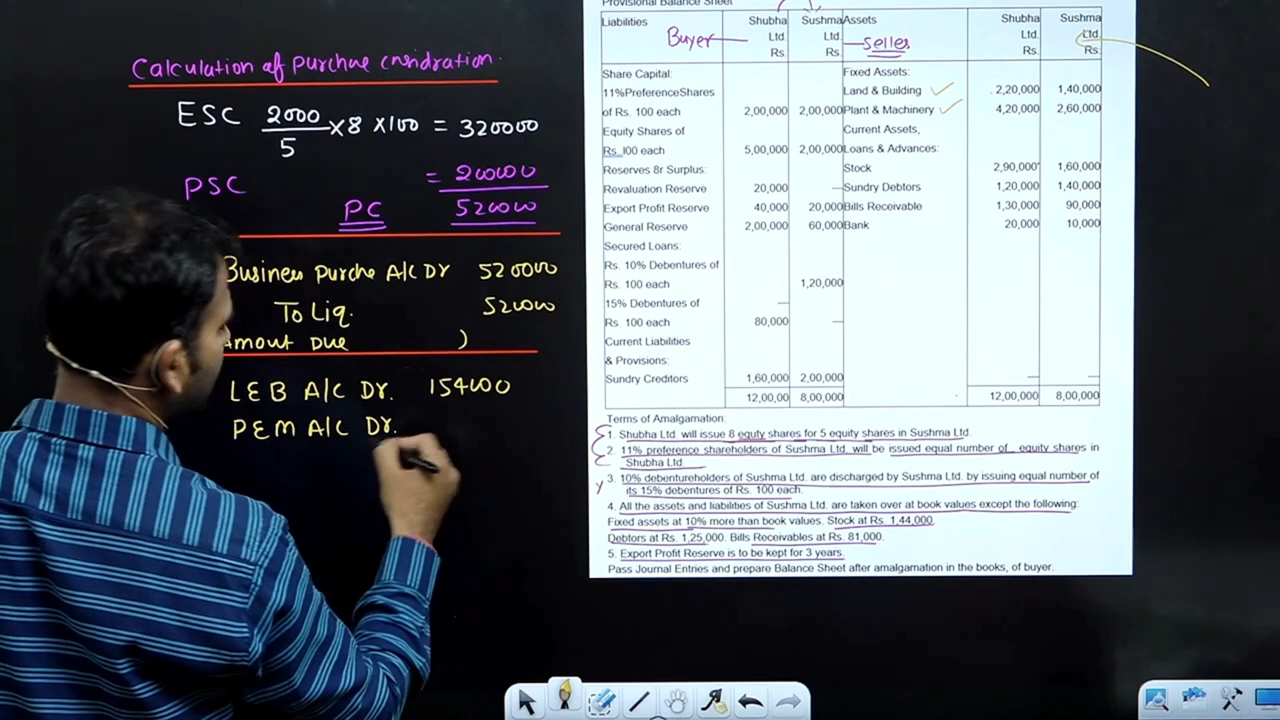 Provisional Balance Sheet
Liabilities Shubha Ltd. Rs. Sushma Ltd. Rs. Assets Shubha Ltd. Rs. Sushma Ltd. Rs.
Buyer Seller
Share Capital: Fixed Assets:
11%PreferenceShares Land & Building 2,20,000 1,40,000
of Rs. 100 each 2,00,000 2,00,000 Plant & Machinery 4,20,000 2,60,000
Equity Shares of Current Assets,
Rs. 100 each 5,00,000 2,00,000 Loans & Advances:
Reserves 8r Surplus: Stock 2,90,000 1,60,000
Revaluation Reserve 20,000 — Sundry Debtors 1,20,000 1,40,000
Export Profit Reserve 40,000 20,000 Bills Receivable 1,30,000 90,000
General Reserve 2,00,000 60,000 Bank 20,000 10,000
Secured Loans:
Rs. 10% Debentures of
Rs. 100 each 1,20,000
15% Debentures of —
Rs. 100 each 80,000 —
Current Liabilities
& Provisions:
Sundry Creditors 1,60,000 2,00,000 — —
12,00,00 8,00,000 12,00,000 8,00,000
Terms of Amalgamation:
1. Shubha Ltd. will issue 8 equty shares for 5 equity shares in Sushma Ltd.
2. 11% preference shareholders of Sushma Ltd. will be issued equal number of equity shares in
Shubha Ltd
3. 10% debentureholders of Sushma Ltd. are discharged by Sushma Ltd. by issuing equal number of
its 15% debentures of Rs. 100 each.
4. All the assets and liabilities of Sushma Ltd. are taken over at book values except the following:
Fixed assets at 10% more than book values. Stock at Rs. 1,44,000.
Debtors at Rs. 1,25,000. Bills Receivables at Rs. 81,000.
5. Export Profit Reserve is to be kept for 3 years.
Pass Journal Entries and prepare Balance Sheet after amalgamation in the books, of buyer.
Calculation of purchue condration
ESC 2000/5 × 8 × 100 = 320000
PSC = 200000
PC 520000
Business purche A/C Dr 520000
To Liq. 520000
Amout Due )
L & B A/C Dr. 154000
P & M A/C Dr.